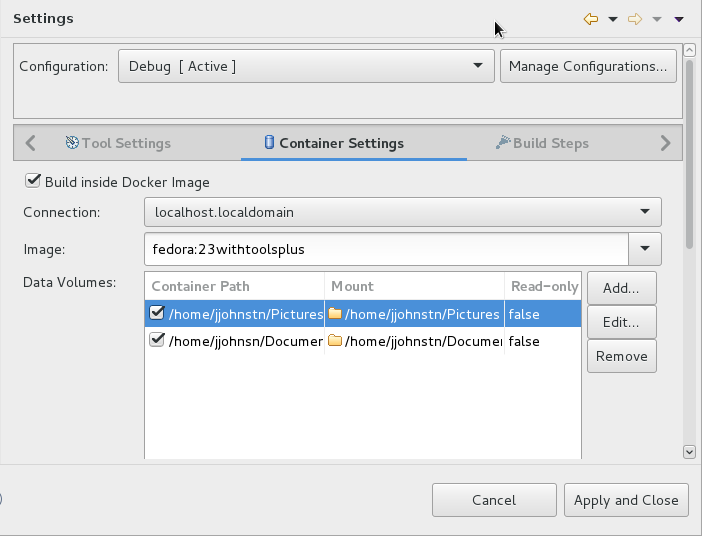 Settings
Configuration: Debug [ Active ] Manage Configurations...
Tool Settings Container Settings Build Steps
Build inside Docker Image
Connection: localhost.localdomain
Image: fedora:23withtoolsplus
Data Volumes: Container Path Mount Read-only Add...
/home/jjohnstn/Pictures /home/jjohnstn/Pictures false
Edit...
/home/jjohnsn/Documer /home/jjohnstn/Documer false
Remove
Cancel Apply and Close